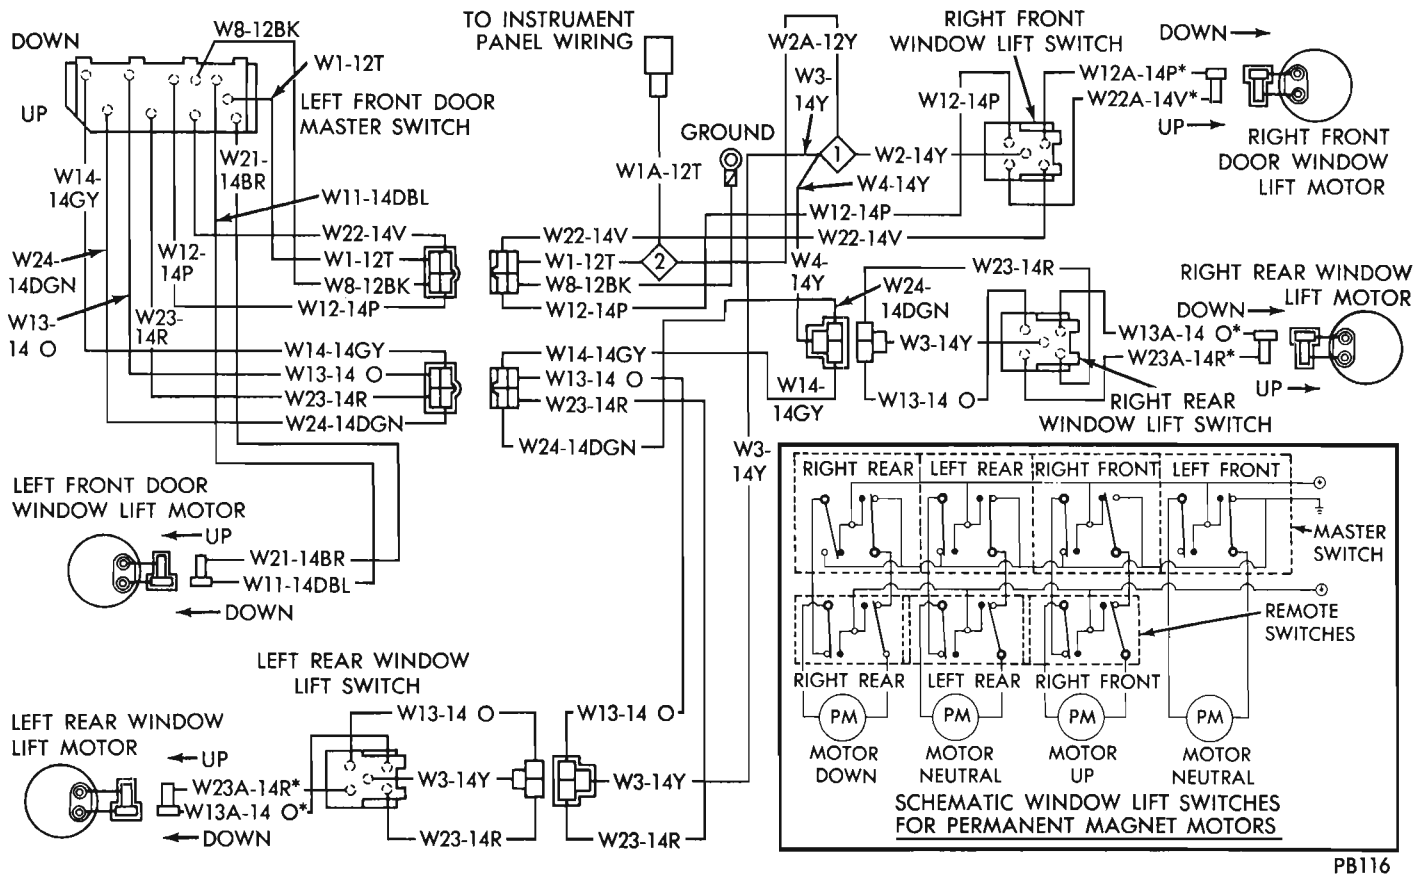 DOWN
UP
W8-12BK
W1-12T
LEFT FRONT DOOR
MASTER SWITCH
W21-
14BR
W14-
14GY
W11-14DBL
W24-
14DGN
W12-
14P
W13-
14 O
W23-
14R
W22-14V
W1-12T
W8-12BK
W12-14P
W14-14GY
W13-14 O
W23-14R
W24-14DGN
TO INSTRUMENT
PANEL WIRING
W1A-12T
GROUND
W22-14V
W1-12T
2
W8-12BK
W12-14P
W14-14GY
W13-14 O
W23-14R
W24-14DGN
W2A-12Y
W3-
14Y
1
W2-14Y
W4-14Y
W12-14P
W22-14V
W4-
14Y
W12-14P
RIGHT FRONT
WINDOW LIFT SWITCH
DOWN
W12A-14P*
W22A-14V*
UP
RIGHT FRONT
DOOR WINDOW
LIFT MOTOR
W23-14R
W24-
14DGN
W3-14Y
W14-
14GY
W13-14 O
RIGHT REAR WINDOW
LIFT MOTOR
DOWN
W13A-14 O*
W23A-14R*
UP
RIGHT REAR
WINDOW LIFT SWITCH
W3-
14Y
LEFT FRONT DOOR
WINDOW LIFT MOTOR
UP
W21-14BR
W11-14DBL
DOWN
LEFT REAR WINDOW
LIFT SWITCH
LEFT REAR WINDOW
LIFT MOTOR
UP
W23A-14R*
W13A-14 O*
DOWN
W13-14 O
W3-14Y
W23-14R
W13-14 O
W3-14Y
W23-14R
RIGHT REAR
LEFT REAR
RIGHT FRONT
LEFT FRONT
MASTER
SWITCH
REMOTE
SWITCHES
RIGHT REAR
LEFT REAR
RIGHT FRONT
PM
PM
PM
PM
MOTOR
DOWN
MOTOR
NEUTRAL
MOTOR
UP
MOTOR
NEUTRAL
SCHEMATIC WINDOW LIFT SWITCHES
FOR PERMANENT MAGNET MOTORS
PB116